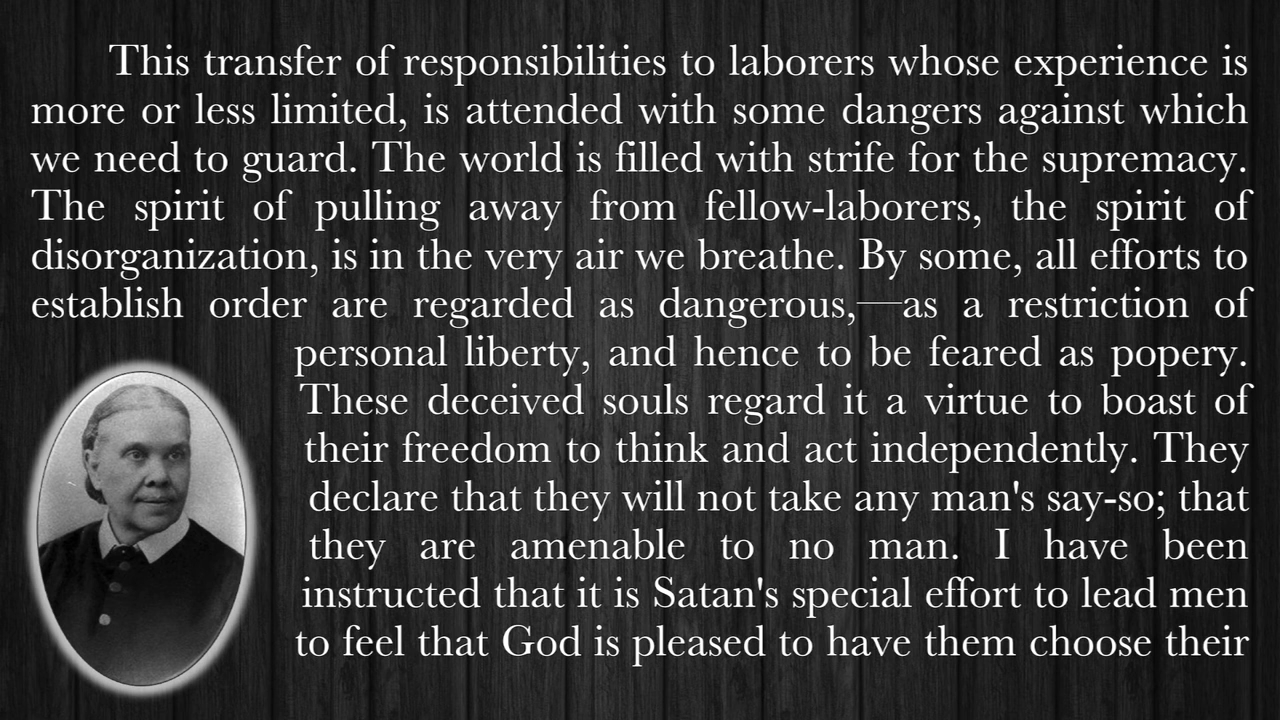 This transfer of responsibilities to laborers whose experience is
more or less limited, is attended with some dangers against which
we need to guard. The world is filled with strife for the supremacy.
The spirit of pulling away from fellow-laborers, the spirit of
disorganization, is in the very air we breathe. By some, all efforts to
establish order are regarded as dangerous,—as a restriction of
personal liberty, and hence to be feared as popery.
These deceived souls regard it a virtue to boast of
their freedom to think and act independently. They
declare that they will not take any man's say-so; that
they are amenable to no man. I have been
instructed that it is Satan's special effort to lead men
to feel that God is pleased to have them choose their